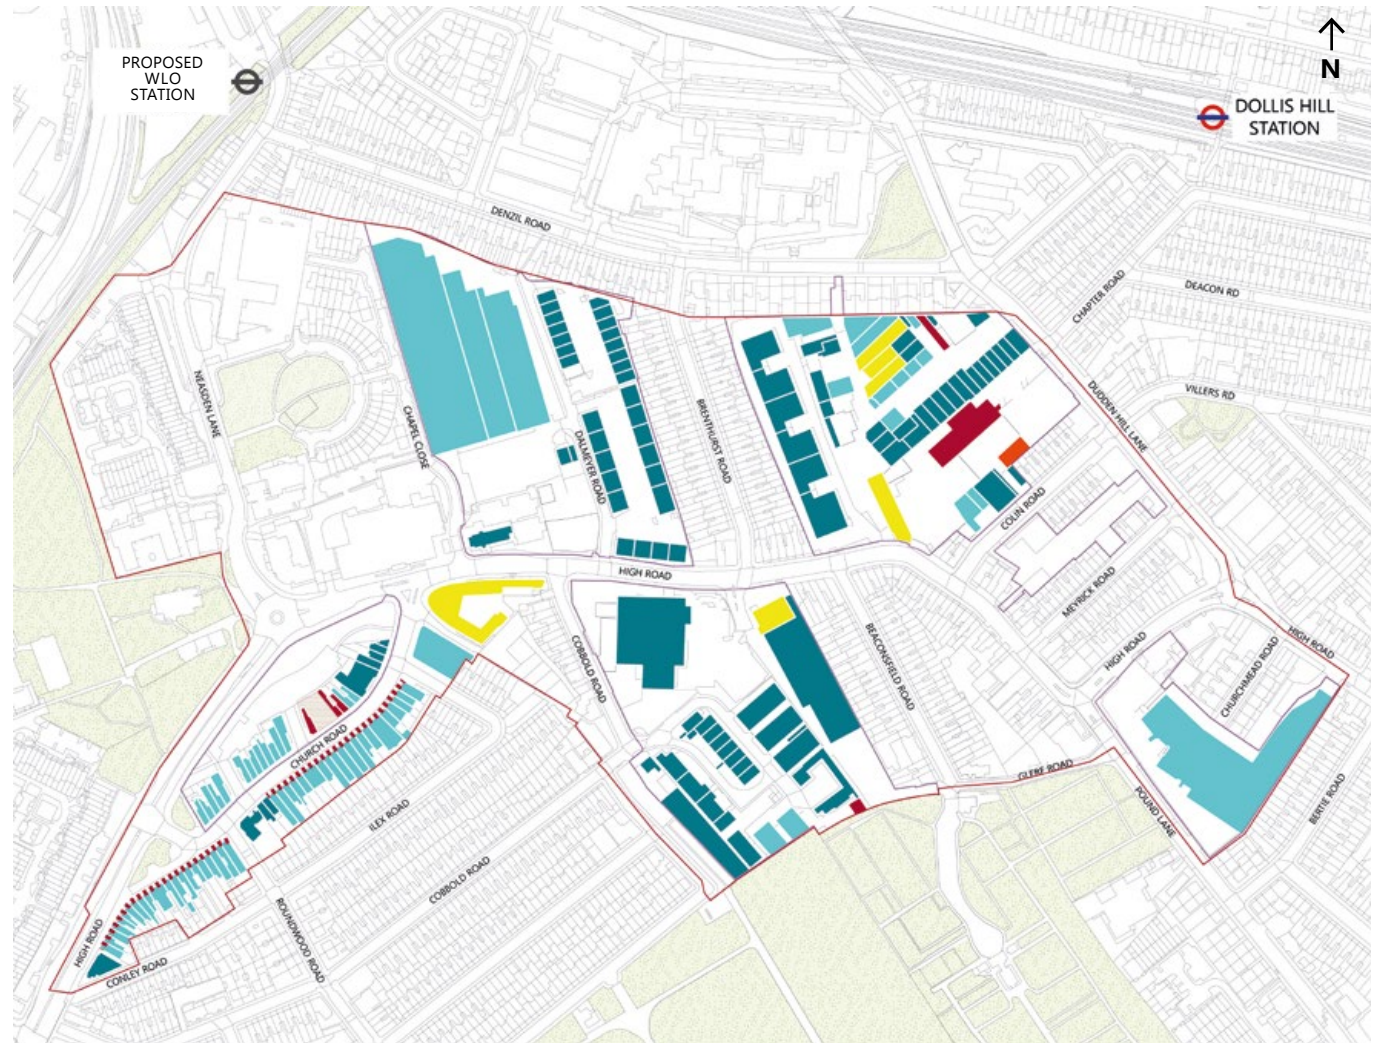 PROPOSED
WLO
STATION
N
DOLLIS HILL
STATION
DENZIL ROAD
DEACON RD
CHAPTER ROAD
VILLERS RD
DUDDEN HILL LANE
NEASDEN LANE
CHAPEL CLOSE
DALMEYER ROAD
BRENTHURST ROAD
COLIN ROAD
HIGH ROAD
MEYRICK ROAD
COBBOLD ROAD
BEACONSFIELD ROAD
HIGH ROAD
CHURCHMEAD ROAD
HIGH ROAD
CHURCH ROAD
GLEBE ROAD
POUND LANE
BERTIE ROAD
ILEX ROAD
COBBOLD ROAD
ROUNDWOOD ROAD
HIGH ROAD
CONLEY ROAD